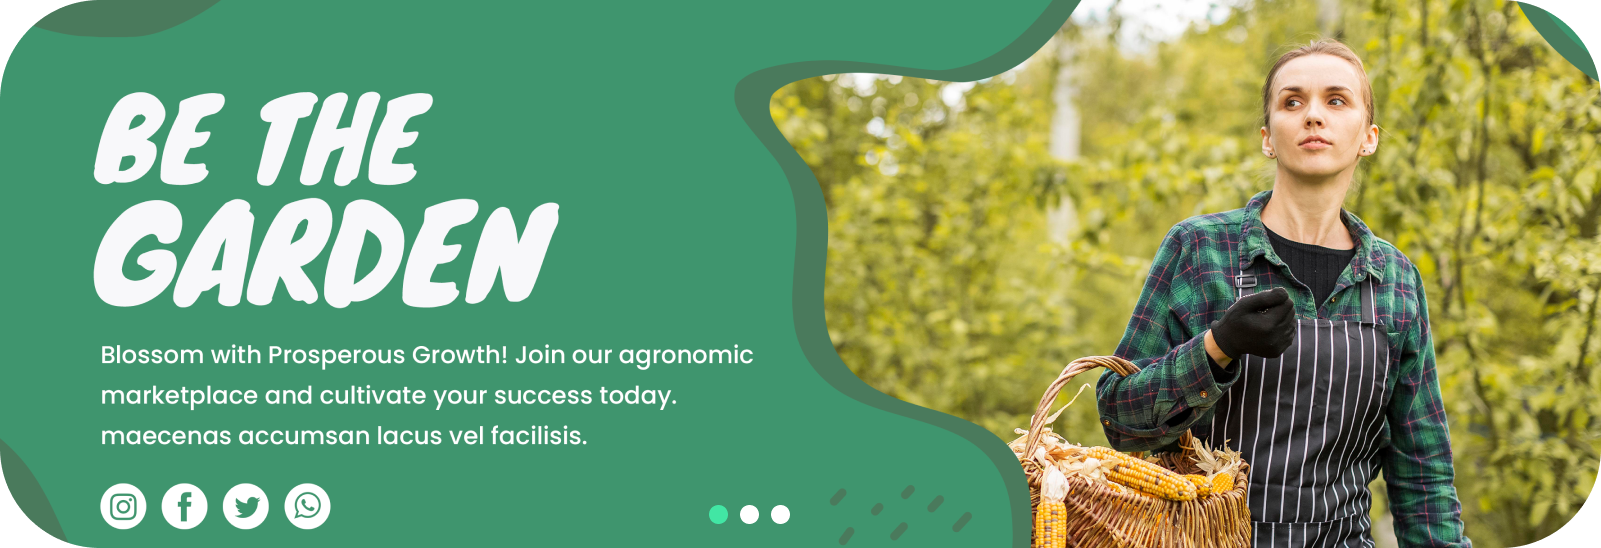 BE THE
GARDEN
Blossom with Prosperous Growth! Join our agronomic
marketplace and cultivate your success today.
maecenas accumsan lacus vel facilisis.